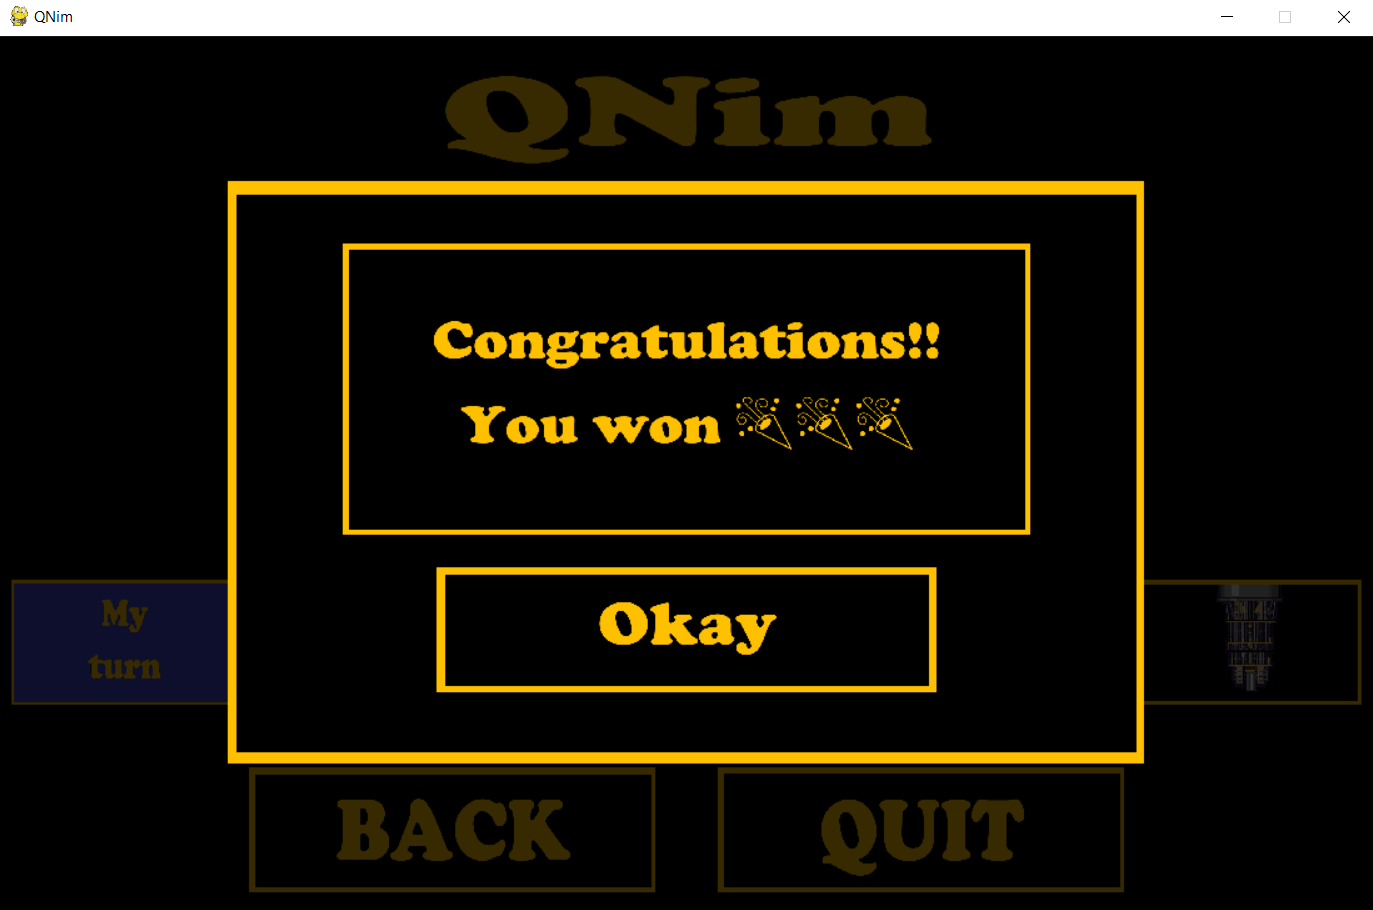 QNim
QNim
Congratulations!!
You won 🎉🎉🎉
Okay
My
turn
BACK
QUIT